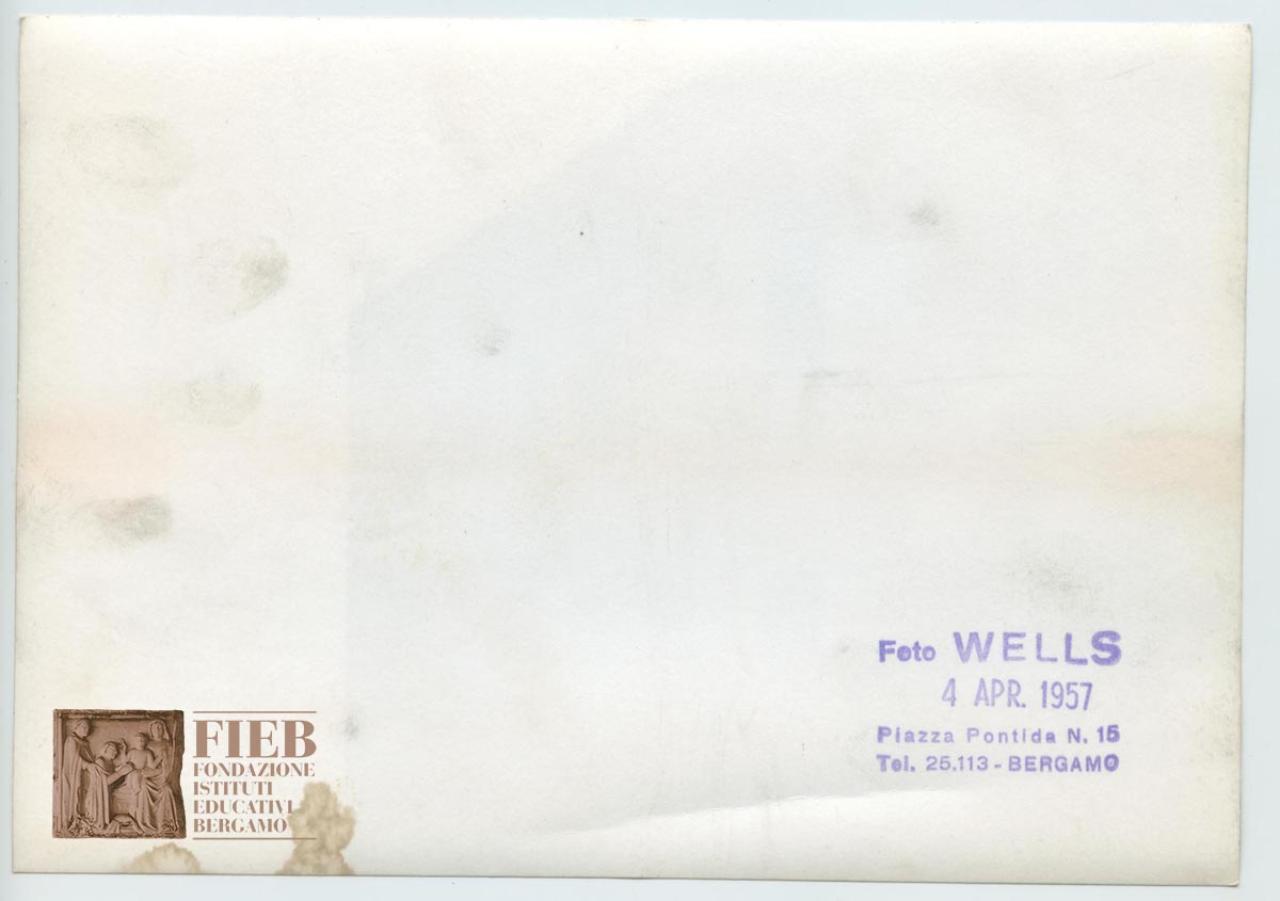 Foto WELLS
4 APR. 1957
Piazza Pontida N. 15
Tel. 25.113 - BERGAMO
FIEB
FONDAZIONE
ISTITUTI
EDUCATIVI
BERGAMO